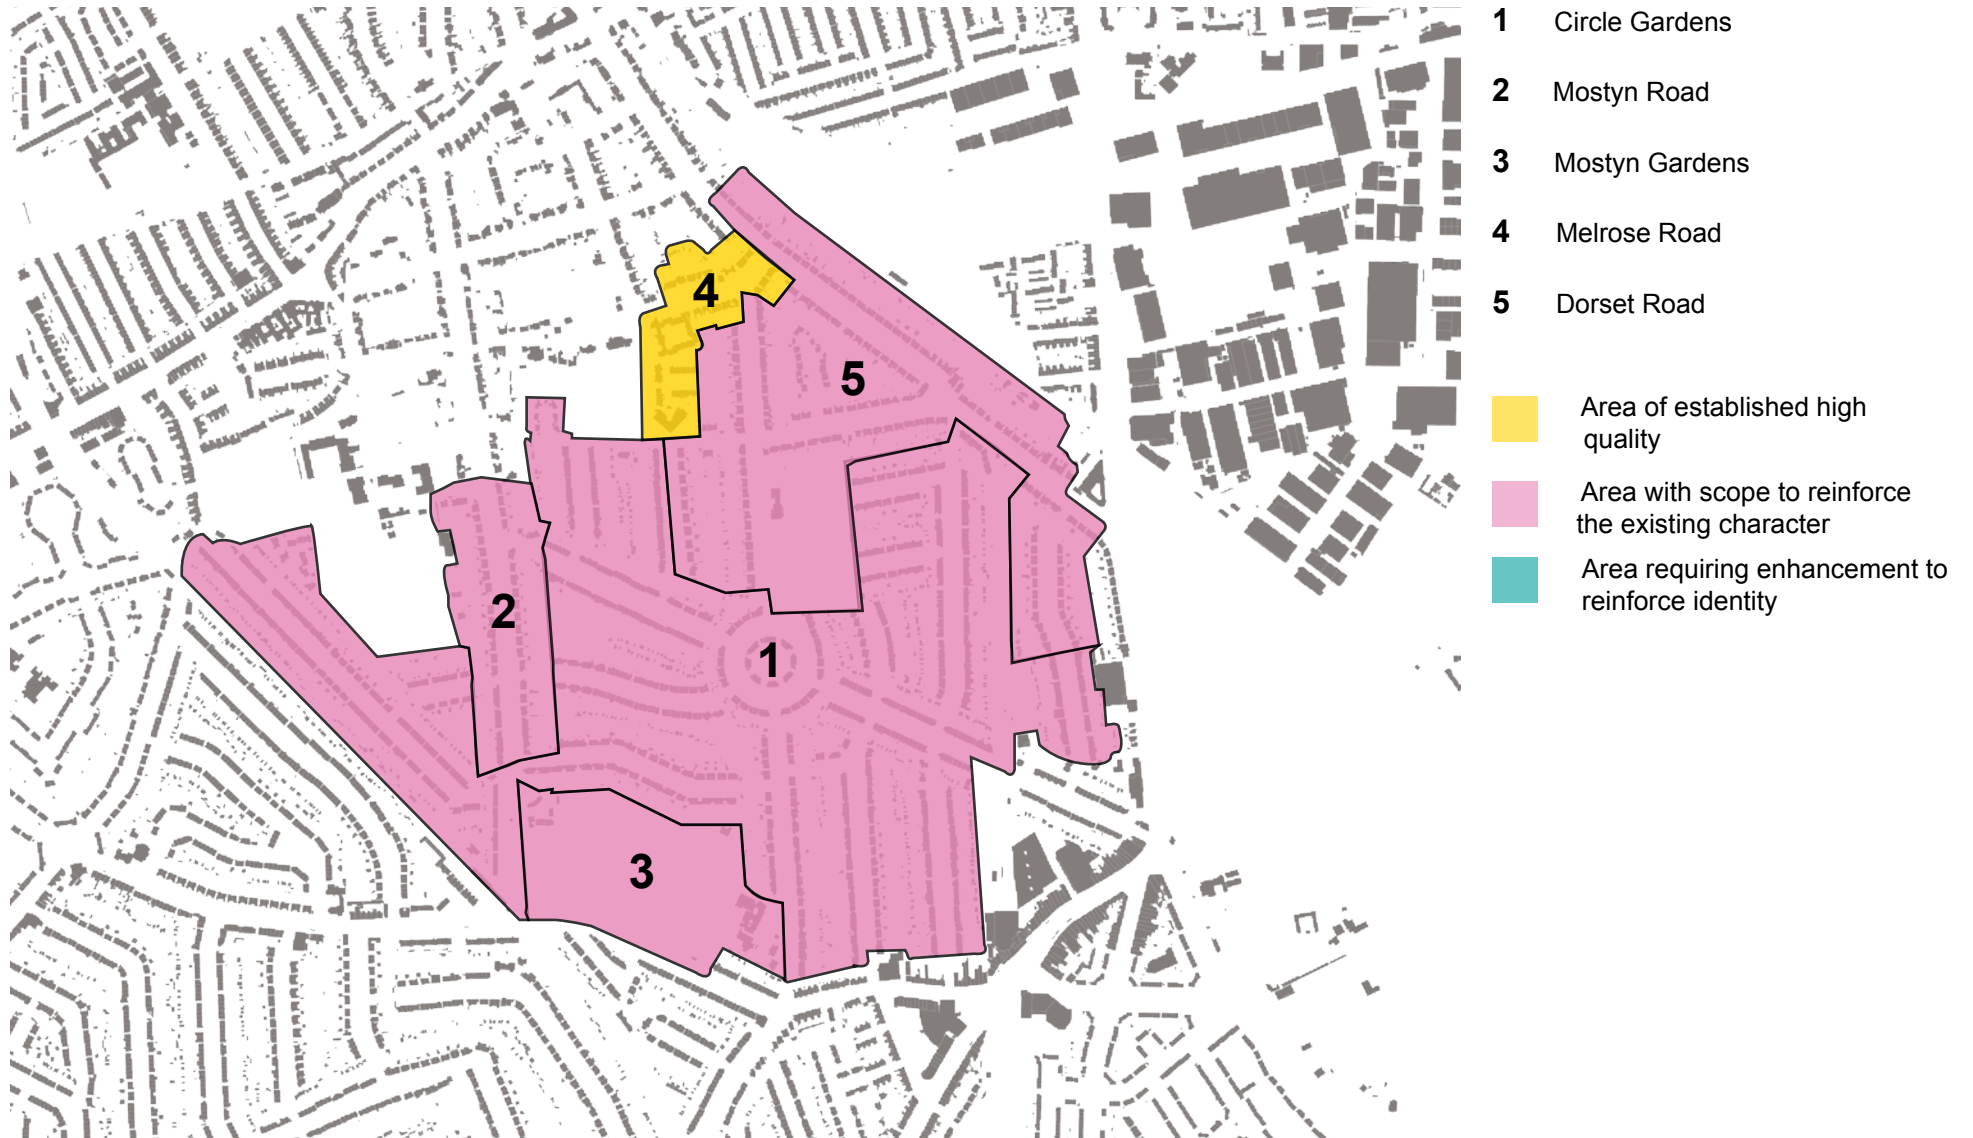 1 Circle Gardens
2 Mostyn Road
3 Mostyn Gardens
4 Melrose Road
5 Dorset Road
Area of established high
quality
Area with scope to reinforce
the existing character
Area requiring enhancement to
reinforce identity
4
5
2
1
3